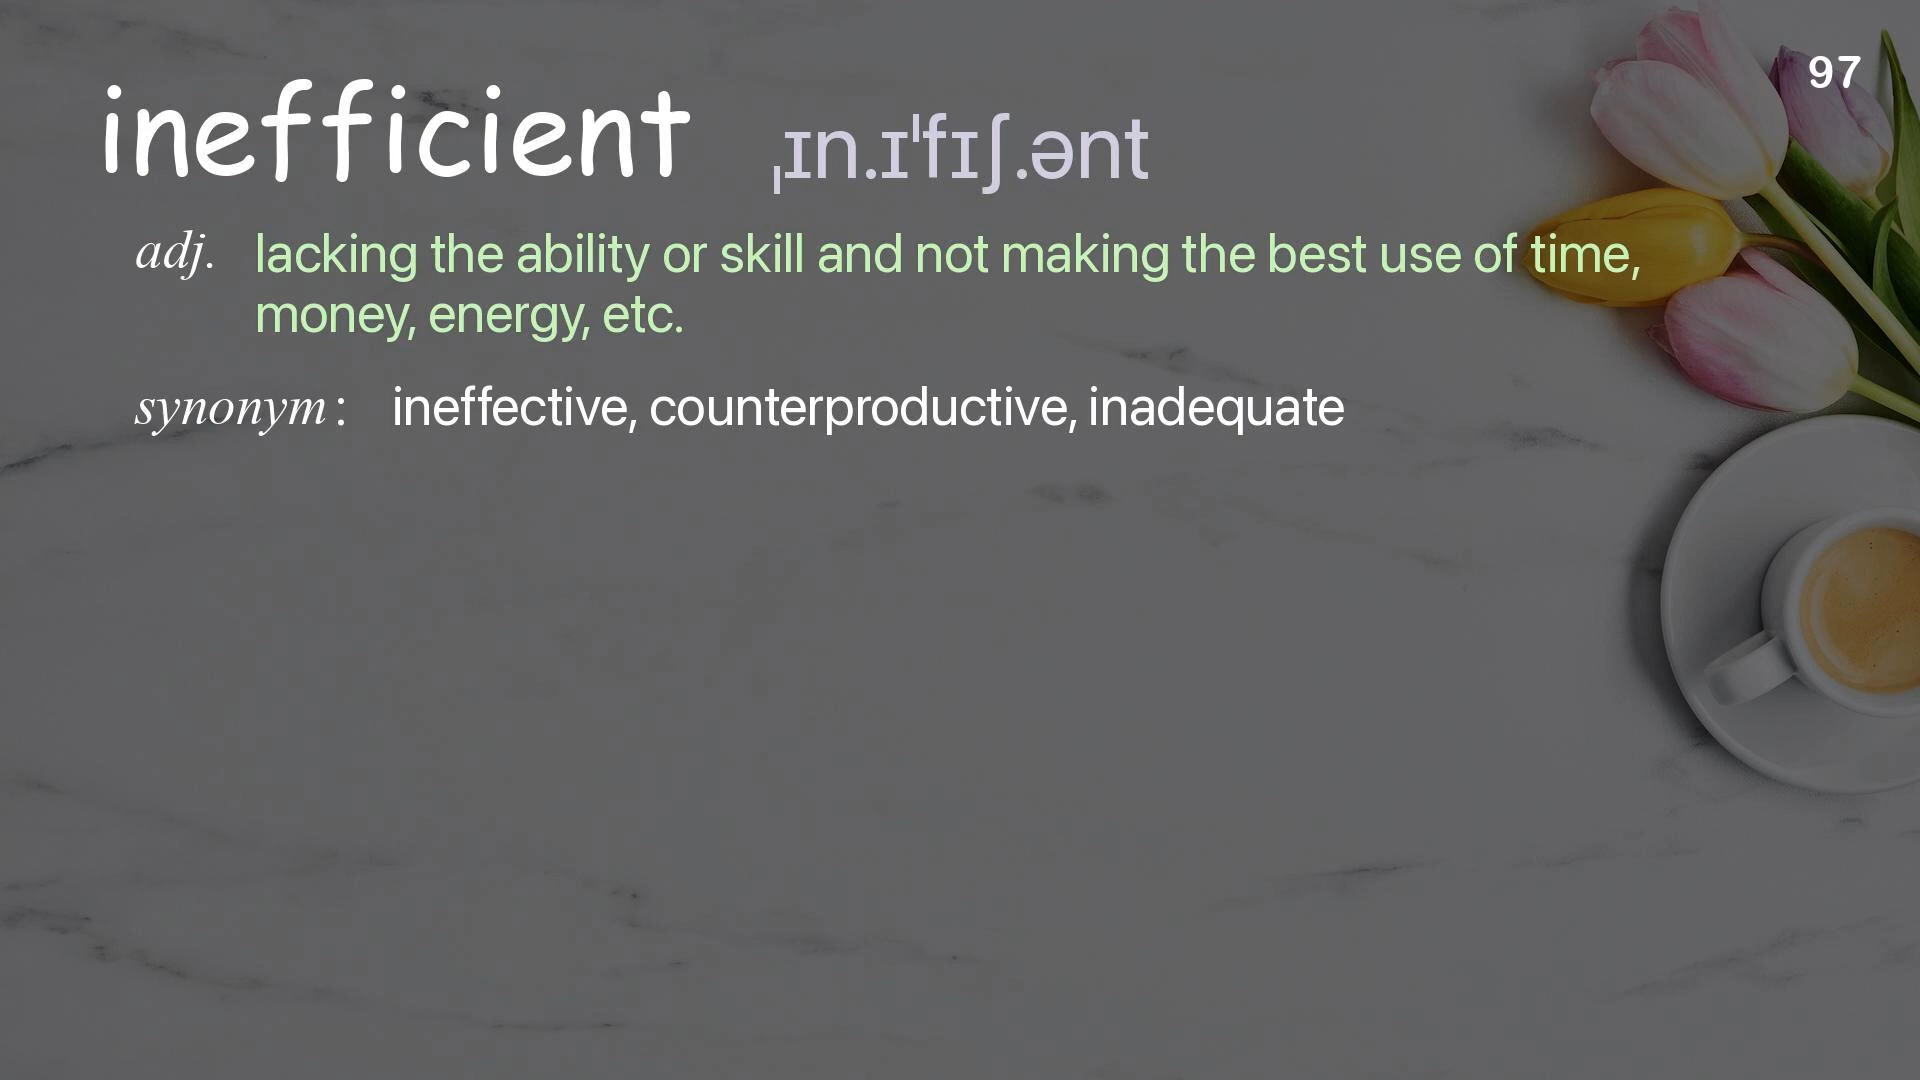 97
inefficient ˌɪn.ɪˈfɪʃ.ənt
adj. lacking the ability or skill and not making the best use of time,
money, energy, etc.
synonym : ineffective, counterproductive, inadequate